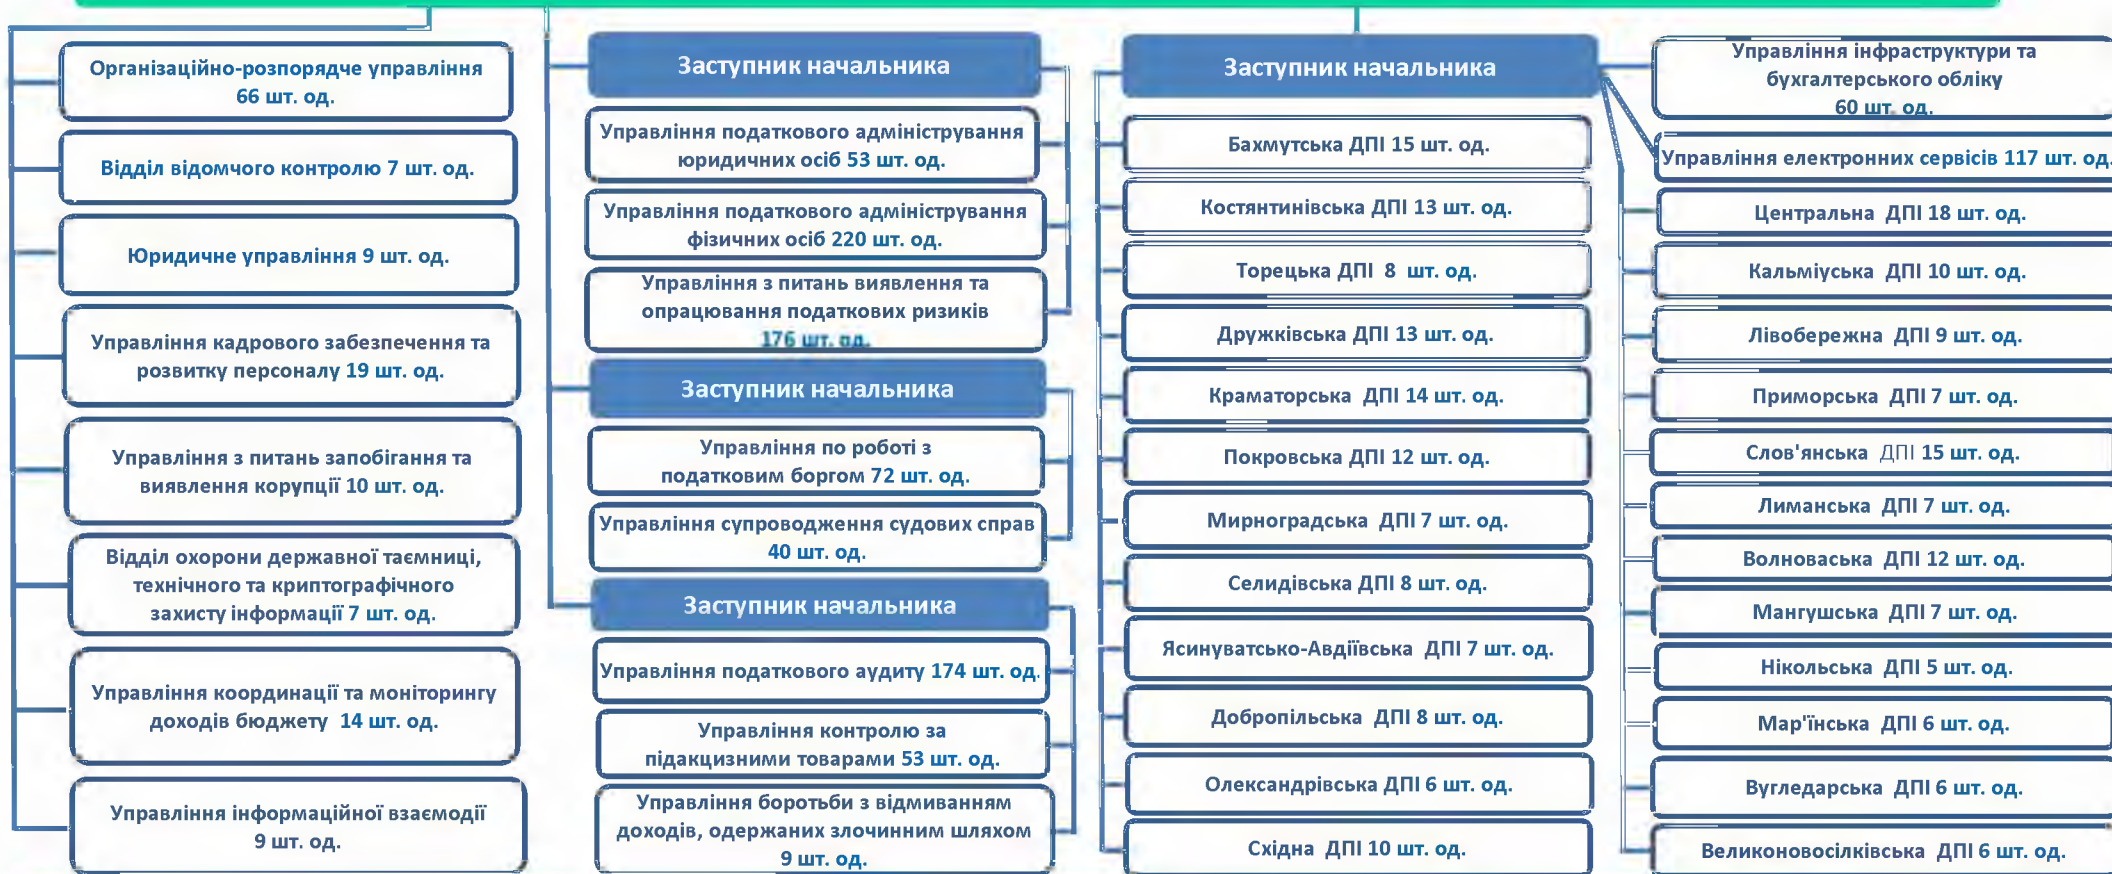 Організаційно-розпорядче управління
66 шт. од.
Відділ відомчого контролю 7 шт. од.
Юридичне управління 9 шт. од.
Управління кадрового забезпечення та
розвитку персоналу 19 шт. од.
Управління з питань запобігання та
виявлення корупції 10 шт. од.
Відділ охорони державної таємниці,
технічного та криптографічного
захисту інформації 7 шт. од.
Управління координації та моніторингу
доходів бюджету 14 шт. од.
Управління інформаційної взаємодії
9 шт. од.
Заступник начальника
Управління податкового адміністрування
юридичних осіб 53 шт. од.
Управління податкового адміністрування
фізичних осіб 220 шт. од.
Управління з питань виявлення та
опрацювання податкових ризиків
176 шт. од.
Заступник начальника
Управління по роботі з
податковим боргом 72 шт. од.
Управління супроводження судових справ
40 шт. од.
Заступник начальника
Управління податкового аудиту 174 шт. од.
Управління контролю за
підакцизними товарами 53 шт. од.
Управління боротьби з відмиванням
доходів, одержаних злочинним шляхом
9 шт. од.
Заступник начальника
Бахмутська ДПІ 15 шт. од.
Костянтинівська ДПІ 13 шт. од.
Торецька ДПІ 8 шт. од.
Дружківська ДПІ 13 шт. од.
Краматорська ДПІ 14 шт. од.
Покровська ДПІ 12 шт. од.
Мирноградська ДПІ 7 шт. од.
Селидівська ДПІ 8 шт. од.
Ясинуватсько-Авдіївська ДПІ 7 шт. од.
Добропільська ДПІ 8 шт. од.
Олександрівська ДПІ 6 шт. од.
Східна ДПІ 10 шт. од.
Управління інфраструктури та
бухгалтерського обліку
60 шт. од.
Управління електронних сервісів 117 шт. од.
Центральна ДПІ 18 шт. од.
Кальміуська ДПІ 10 шт. од.
Лівобережна ДПІ 9 шт. од.
Приморська ДПІ 7 шт. од.
Слов'янська ДПІ 15 шт. од.
Лиманська ДПІ 7 шт. од.
Волноваська ДПІ 12 шт. од.
Мангушська ДПІ 7 шт. од.
Нікольська ДПІ 5 шт. од.
Мар'їнська ДПІ 6 шт. од.
Вугледарська ДПІ 6 шт. од.
Великоновосілківська ДПІ 6 шт. од.